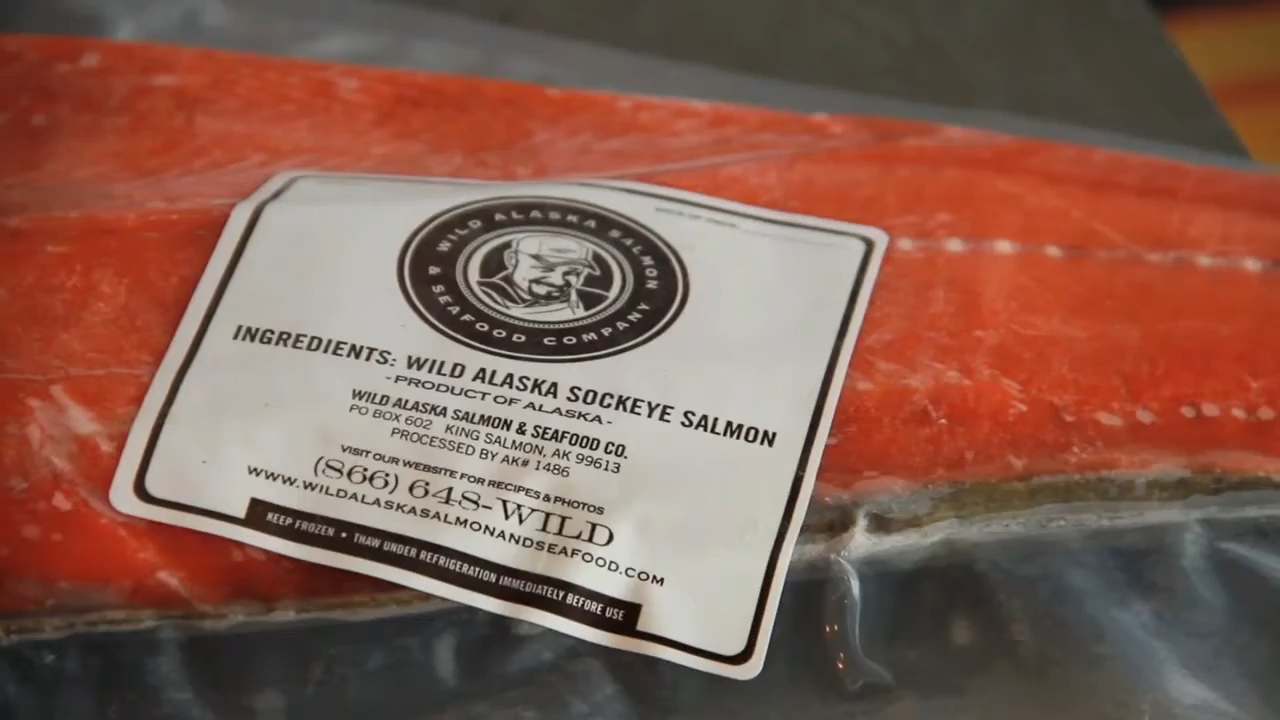 WILD ALASKA SALMON
& SEAFOOD COMPANY
INGREDIENTS: WILD ALASKA SOCKEYE SALMON
-PRODUCT OF ALASKA-
WILD ALASKA SALMON & SEAFOOD CO.
PO BOX 602 KING SALMON, AK 99613
PROCESSED BY AK# 1486
VISIT OUR WEBSITE FOR RECIPES & PHOTOS
(866) 648-WILD
WWW.WILDALASKASALMONANDSEAFOOD.COM
KEEP FROZEN • THAW UNDER REFRIGERATION IMMEDIATELY BEFORE USE